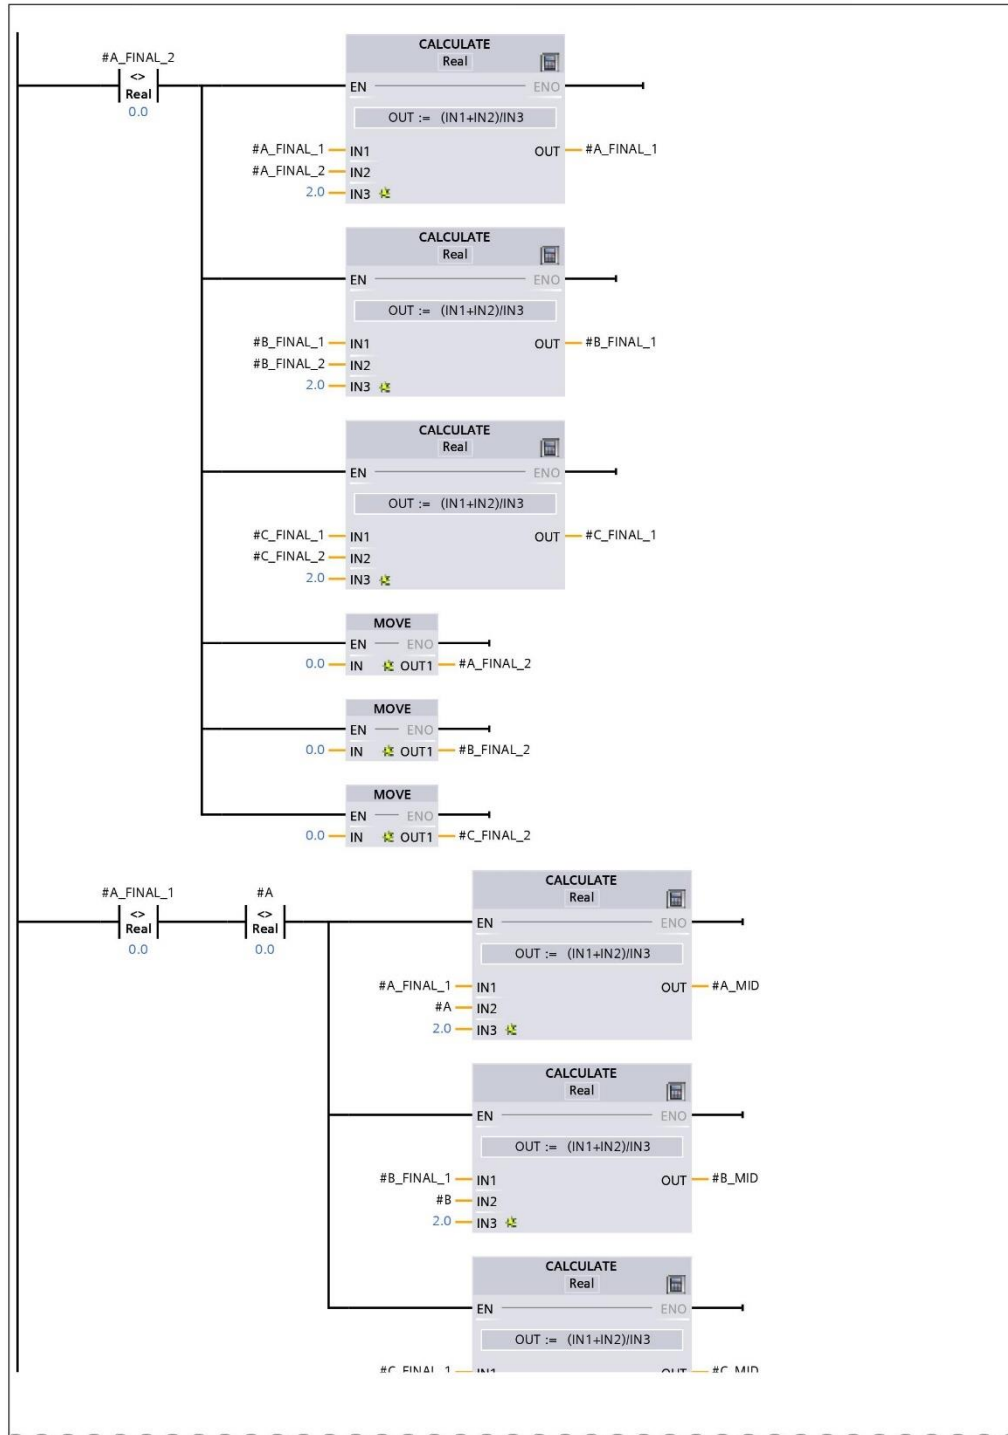 #A_FINAL_2
<>
Real
0.0
CALCULATE
Real
EN ENO
OUT := (IN1+IN2)/IN3
#A_FINAL_1 IN1 OUT #A_FINAL_1
#A_FINAL_2 IN2
2.0 IN3
CALCULATE
Real
EN ENO
OUT := (IN1+IN2)/IN3
#B_FINAL_1 IN1 OUT #B_FINAL_1
#B_FINAL_2 IN2
2.0 IN3
CALCULATE
Real
EN ENO
OUT := (IN1+IN2)/IN3
#C_FINAL_1 IN1 OUT #C_FINAL_1
#C_FINAL_2 IN2
2.0 IN3
MOVE
EN ENO
0.0 IN OUT1 #A_FINAL_2
MOVE
EN ENO
0.0 IN OUT1 #B_FINAL_2
MOVE
EN ENO
0.0 IN OUT1 #C_FINAL_2
#A_FINAL_1
<>
Real
0.0
#A
<>
Real
0.0
CALCULATE
Real
EN ENO
OUT := (IN1+IN2)/IN3
#A_FINAL_1 IN1 OUT #A_MID
#A IN2
2.0 IN3
CALCULATE
Real
EN ENO
OUT := (IN1+IN2)/IN3
#B_FINAL_1 IN1 OUT #B_MID
#B IN2
2.0 IN3
CALCULATE
Real
EN ENO
OUT := (IN1+IN2)/IN3
#C_FINAL_1 IN1 OUT #C_MID